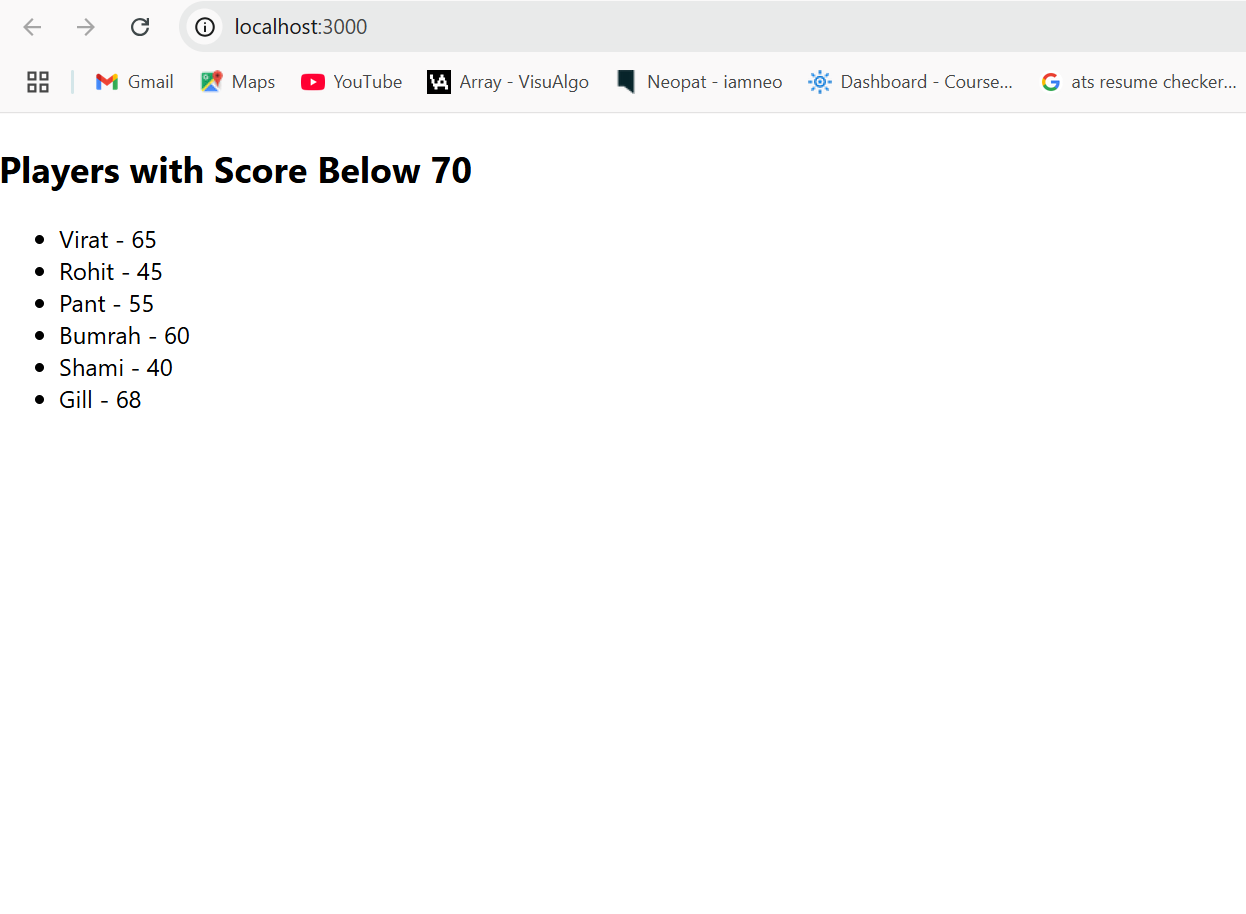 localhost:3000
Gmail Maps YouTube VA Array - VisuAlgo Neopat - iamneo Dashboard - Course... ats resume checker...
Players with Score Below 70
• Virat - 65
• Rohit - 45
• Pant - 55
• Bumrah - 60
• Shami - 40
• Gill - 68